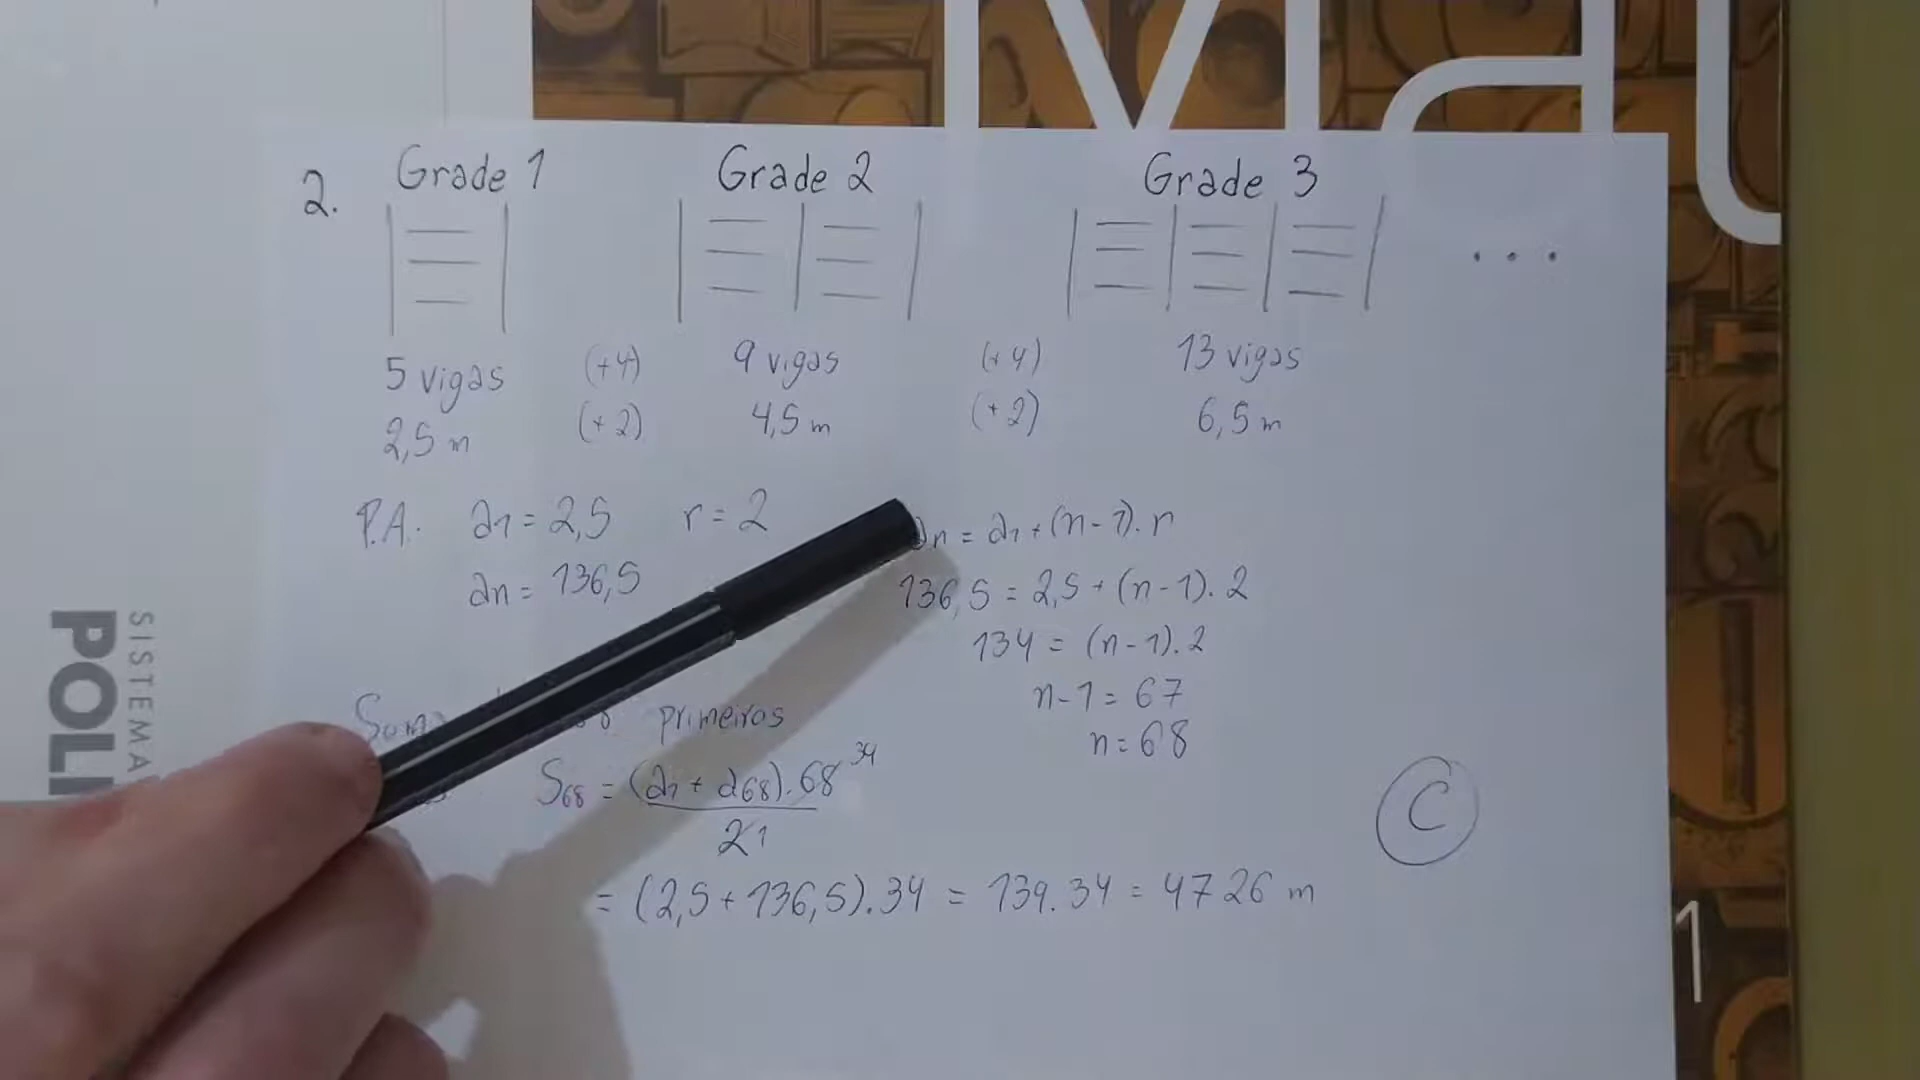 Ma
2. Grade 1 Grade 2 Grade 3
...
5 vigas (+4) 9 vigas (+4) 13 vigas
2,5 m (+2) 4,5 m (+2) 6,5 m
P.A. a1 = 2,5 r = 2 an = a1 + (n-1). r
an = 136,5 136,5 = 2,5 + (n-1). 2
134 = (n-1). 2
n-1 = 67
primeiros
n = 68
S68 = (a1 + a68). 68 34
2 1
C
= (2,5 + 136,5). 34 = 139. 34 = 4726 m
1
SISTEMA
POLI